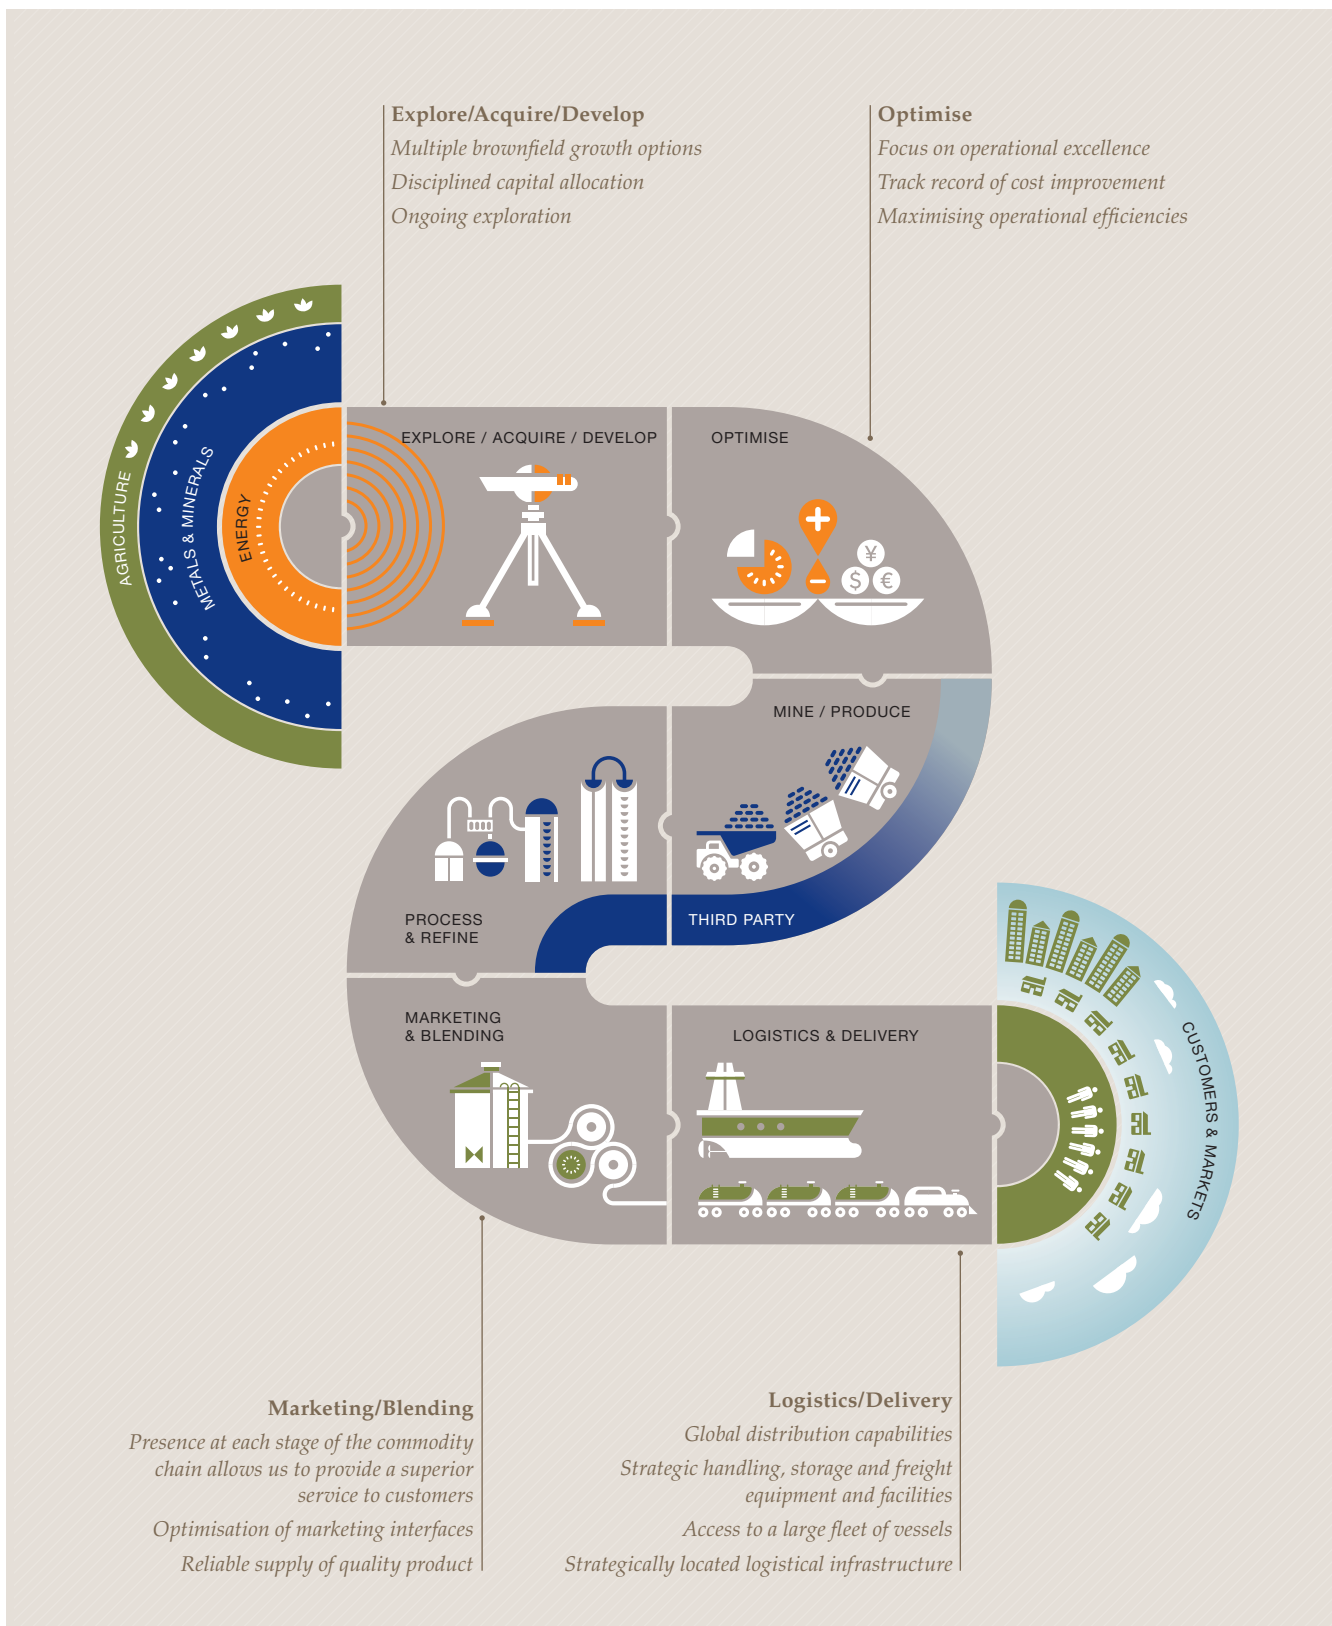 Explore/Acquire/Develop
Multiple brownfield growth options
Disciplined capital allocation
Ongoing exploration
Optimise
Focus on operational excellence
Track record of cost improvement
Maximising operational efficiencies
AGRICULTURE
METALS & MINERALS
ENERGY
EXPLORE / ACQUIRE / DEVELOP
OPTIMISE
+
-
¥
$ €
MINE / PRODUCE
THIRD PARTY
PROCESS
& REFINE
MARKETING
& BLENDING
LOGISTICS & DELIVERY
CUSTOMERS & MARKETS
Marketing/Blending
Presence at each stage of the commodity
chain allows us to provide a superior
service to customers
Optimisation of marketing interfaces
Reliable supply of quality product
Logistics/Delivery
Global distribution capabilities
Strategic handling, storage and freight
equipment and facilities
Access to a large fleet of vessels
Strategically located logistical infrastructure